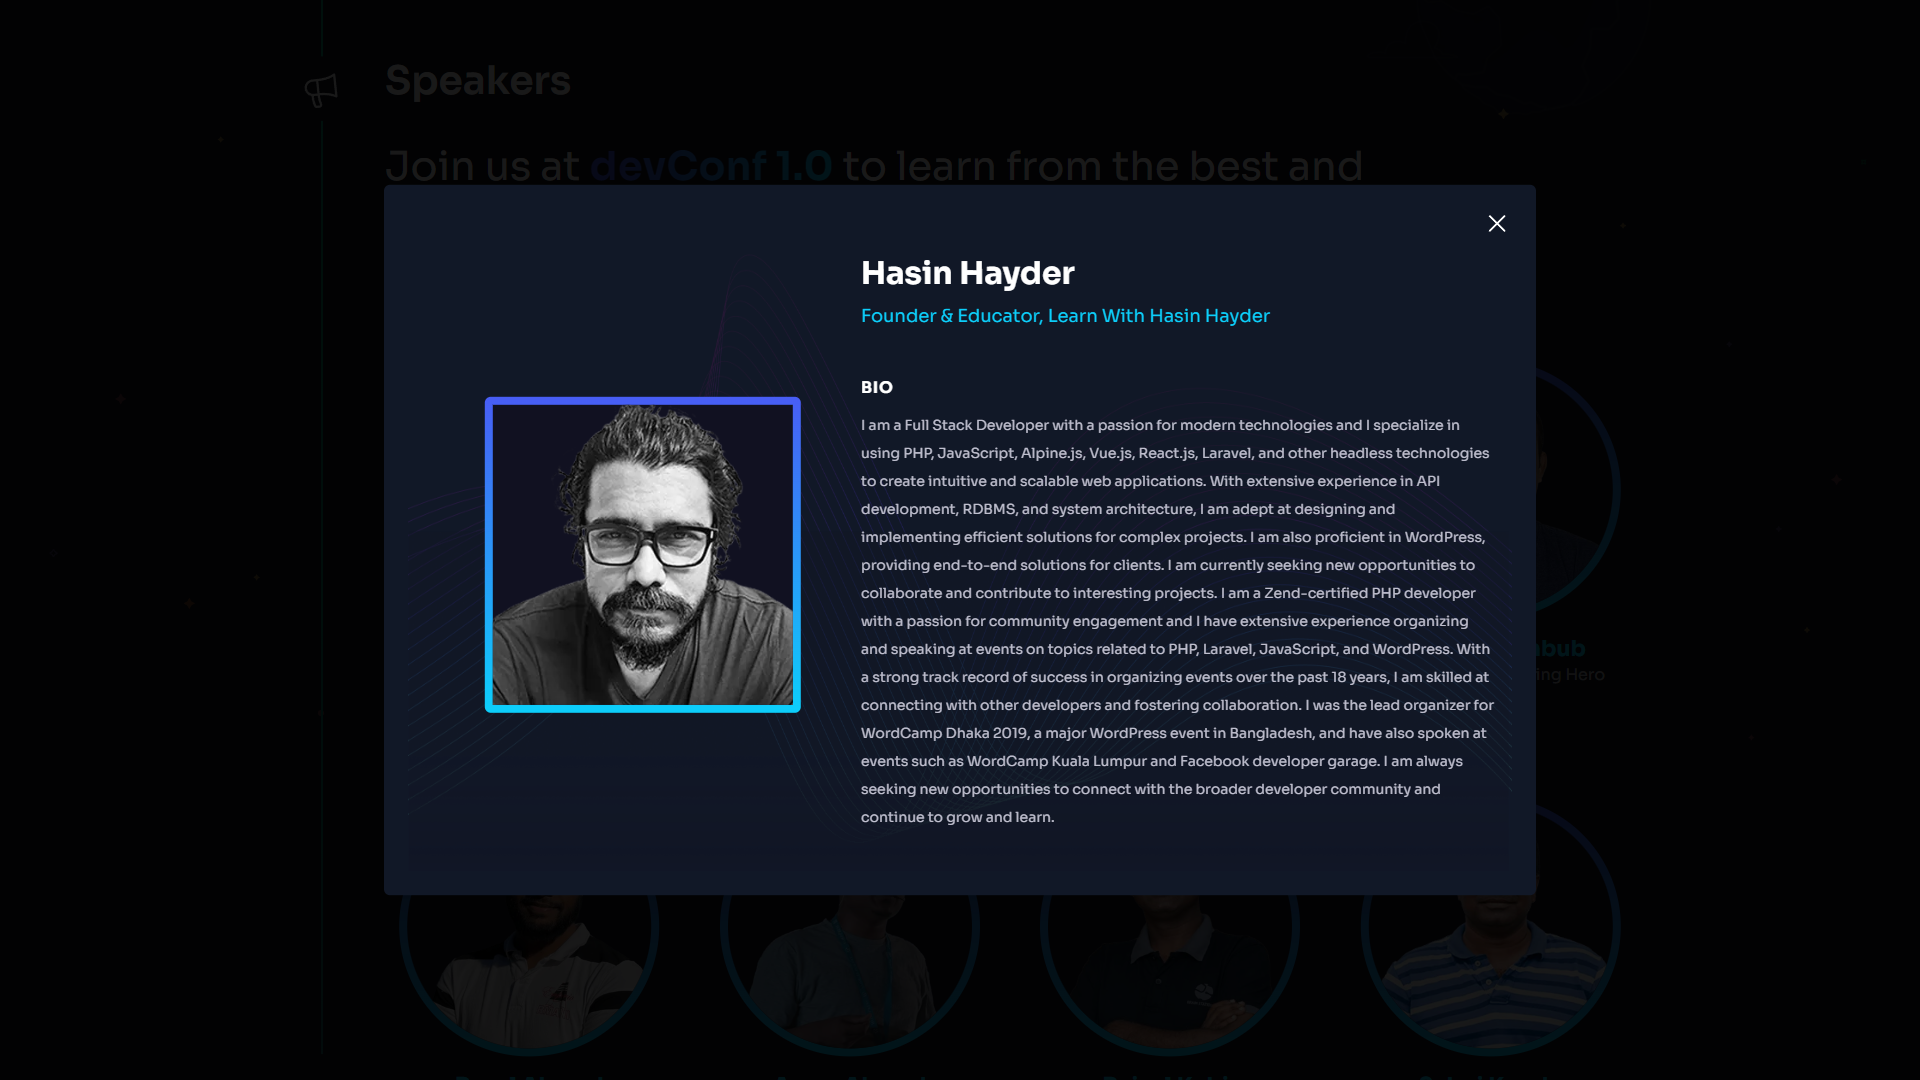 Speakers
Join us at devConf 1.0 to learn from the best and
Hasin Hayder
Founder & Educator, Learn With Hasin Hayder
BIO
I am a Full Stack Developer with a passion for modern technologies and I specialize in
using PHP, JavaScript, Alpine.js, Vue.js, React.js, Laravel, and other headless technologies
to create intuitive and scalable web applications. With extensive experience in API
development, RDBMS, and system architecture, I am adept at designing and
implementing efficient solutions for complex projects. I am also proficient in WordPress,
providing end-to-end solutions for clients. I am currently seeking new opportunities to
collaborate and contribute to interesting projects. I am a Zend-certified PHP developer
with a passion for community engagement and I have extensive experience organizing
and speaking at events on topics related to PHP, Laravel, JavaScript, and WordPress. With
a strong track record of success in organizing events over the past 18 years, I am skilled at
connecting with other developers and fostering collaboration. I was the lead organizer for
WordCamp Dhaka 2019, a major WordPress event in Bangladesh, and have also spoken at
events such as WordCamp Kuala Lumpur and Facebook developer garage. I am always
seeking new opportunities to connect with the broader developer community and
continue to grow and learn.
bub
ing Hero